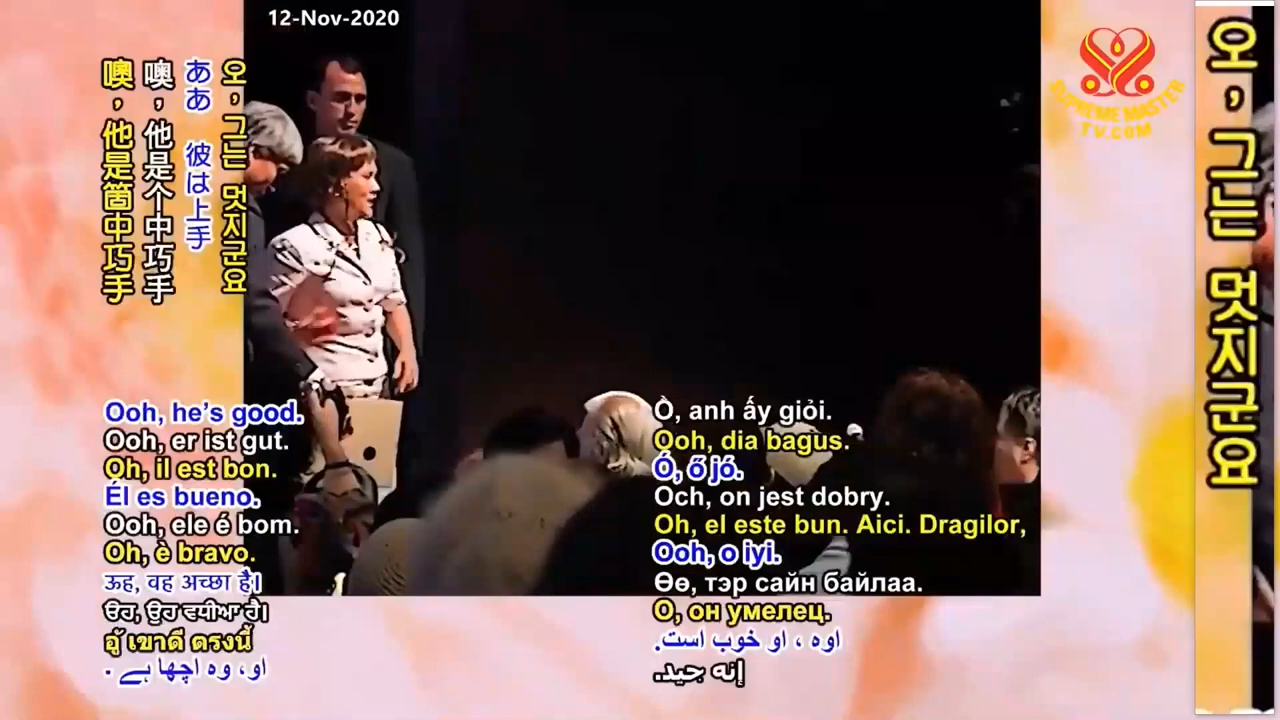 12-Nov-2020
SUPREME MASTER
TV.COM
오, 그는 멋지군요
ああ 彼は上手
噢，他是个中巧手
噢，他是箇中巧手
Ooh, he’s good.
Ooh, er ist gut.
Oh, il est bon.
Él es bueno.
Ooh, ele é bom.
Oh, è bravo.
ऊह, वह अच्छा है।
ਓਹ, ਉਹ ਵਧੀਆ ਹੈ।
อู้ เขาดี ตรงนี้
او، وہ اچھا ہے۔
Ồ, anh ấy giỏi.
Ooh, dia bagus.
Ó, ő jó.
Och, on jest dobry.
Oh, el este bun. Aici. Dragilor,
Ooh, o iyi.
Өө, тэр сайн байлаа.
О, он умелец.
اوه ، او خوب است.
إنه جيد.
오, 그는 멋지군요